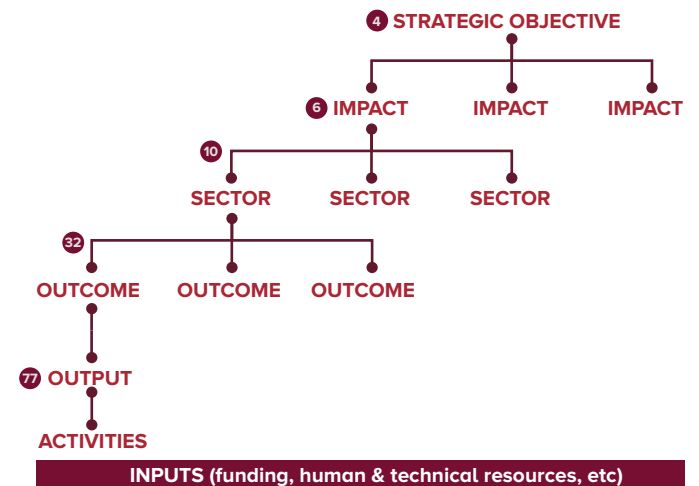 4 STRATEGIC OBJECTIVE
6 IMPACT IMPACT IMPACT
10
SECTOR SECTOR SECTOR
32
OUTCOME OUTCOME OUTCOME
77 OUTPUT
ACTIVITIES
INPUTS (funding, human & technical resources, etc)